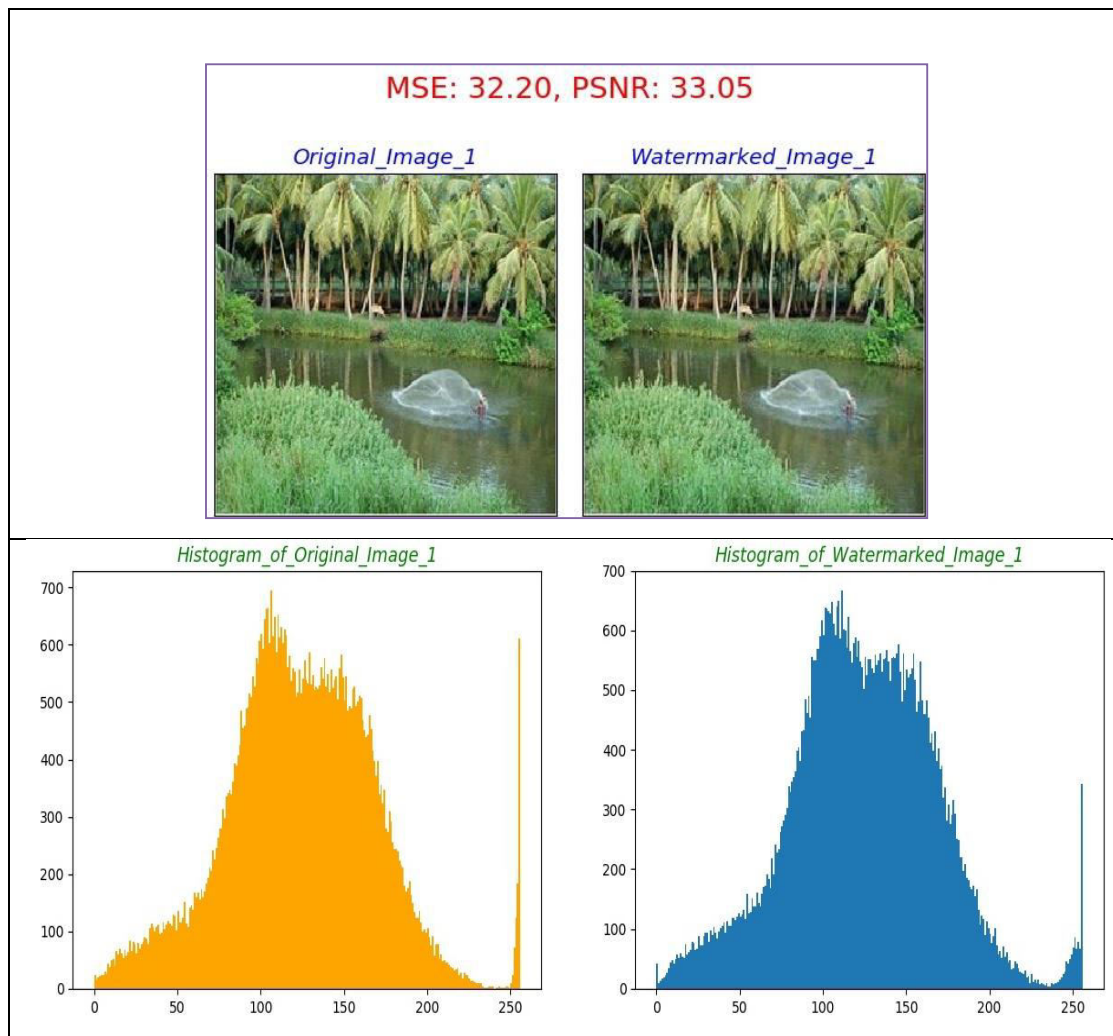 MSE: 32.20, PSNR: 33.05
Original_Image_1
Watermarked_Image_1
Histogram_of_Original_Image_1
700
600
500
400
300
200
100
0
0 50 100 150 200 250
Histogram_of_Watermarked_Image_1
700
600
500
400
300
200
100
0
0 50 100 150 200 250